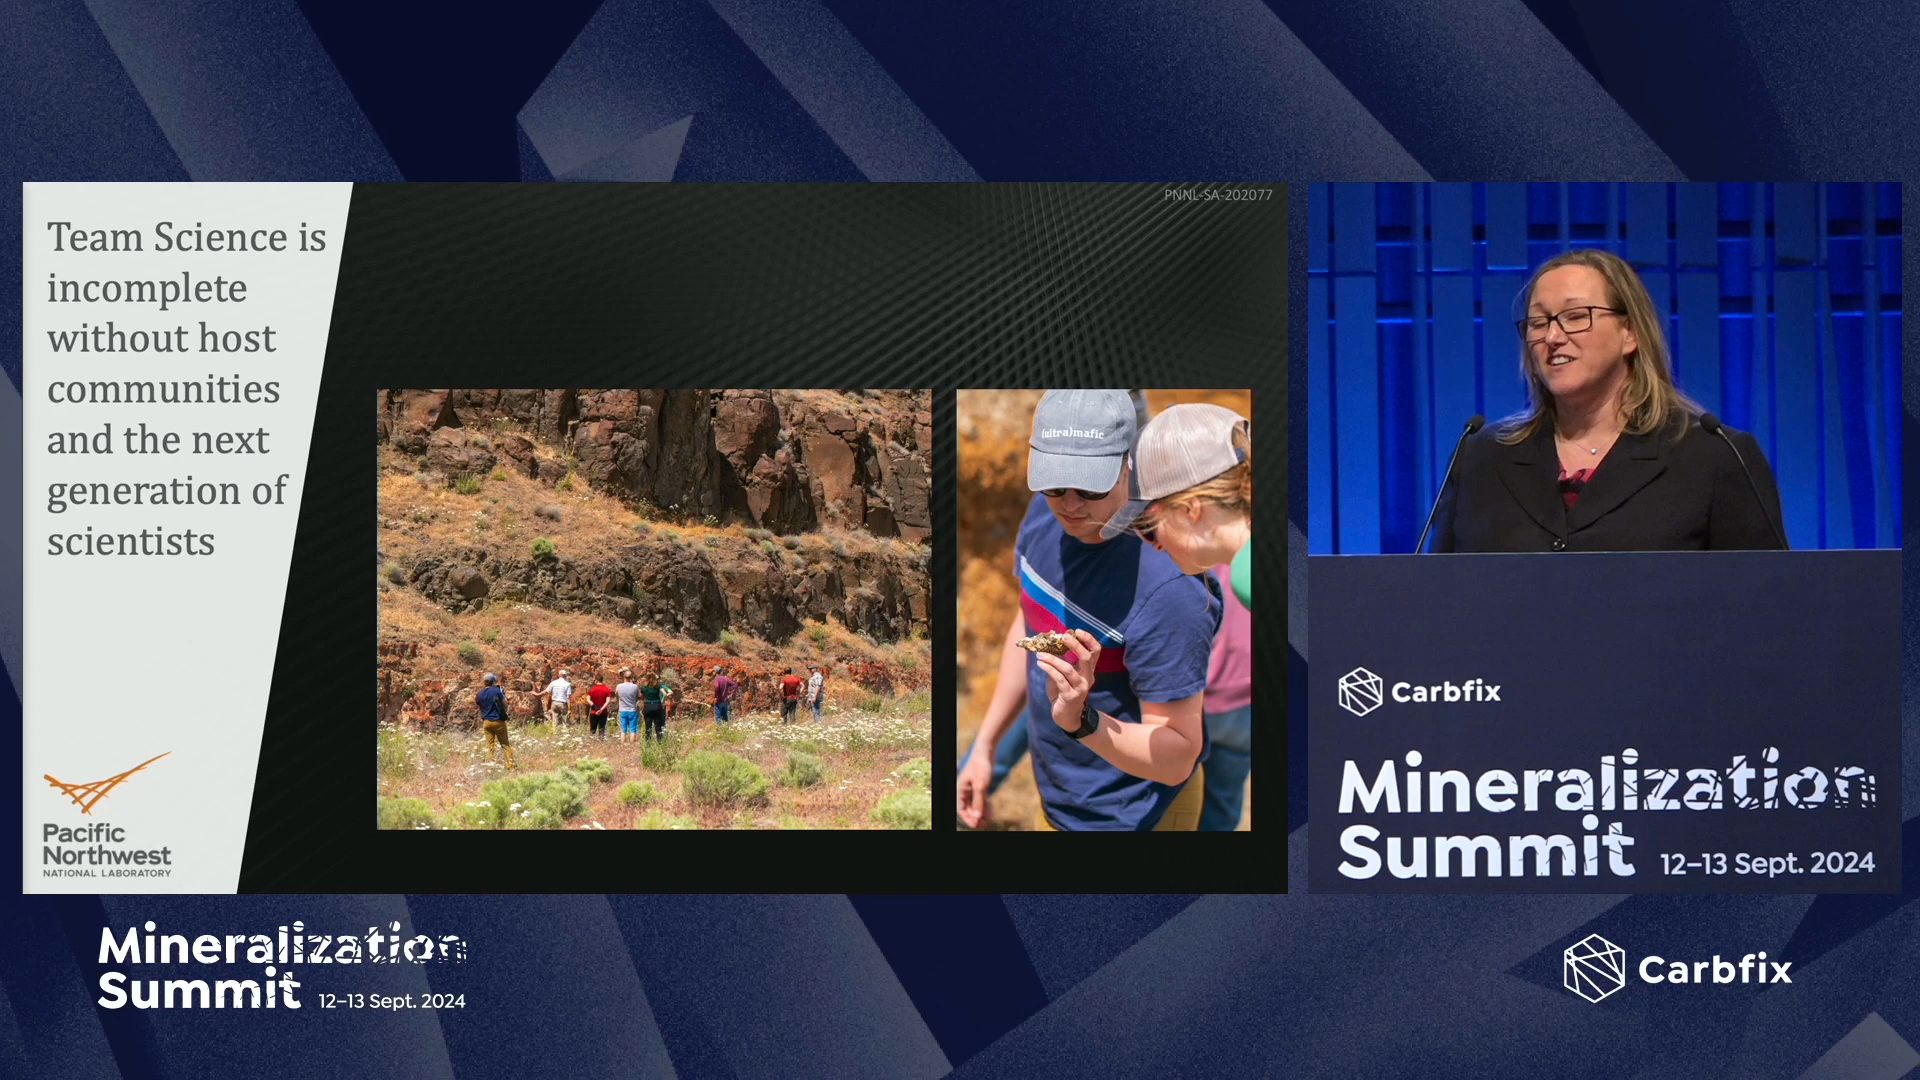 PNNL-SA-202077
Team Science is
incomplete
without host
communities
and the next
generation of
scientists
Pacific
Northwest
NATIONAL LABORATORY
(ultra)mafic
Carbfix
Mineralization
Summit 12–13 Sept. 2024
Mineralization
Summit 12–13 Sept. 2024
Carbfix